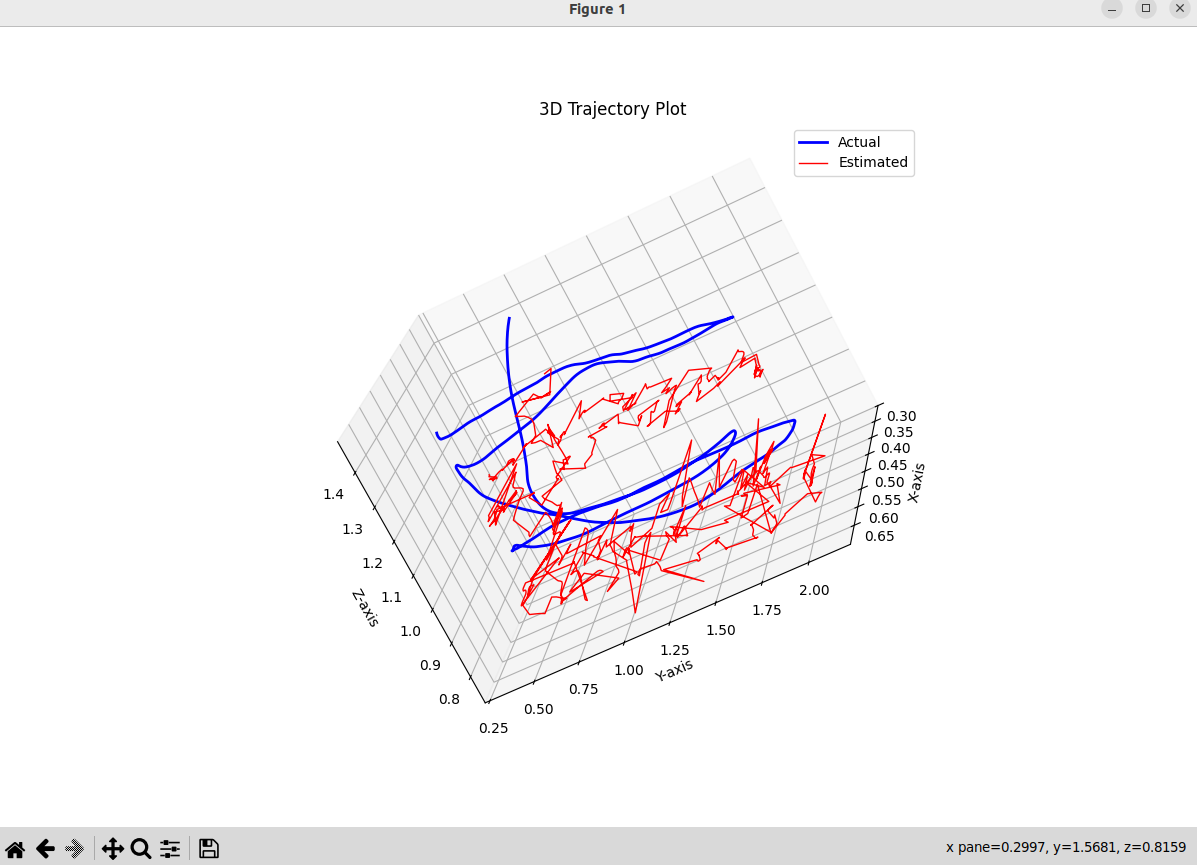 Figure 1
3D Trajectory Plot
Actual
Estimated
0.30
0.35
0.40
0.45
0.50
0.55
0.60
0.65
X-axis
1.4
1.3
1.2
1.1
1.0
0.9
0.8
Z-axis
0.25
0.50
0.75
1.00
1.25
1.50
1.75
2.00
Y-axis
x pane=0.2997, y=1.5681, z=0.8159